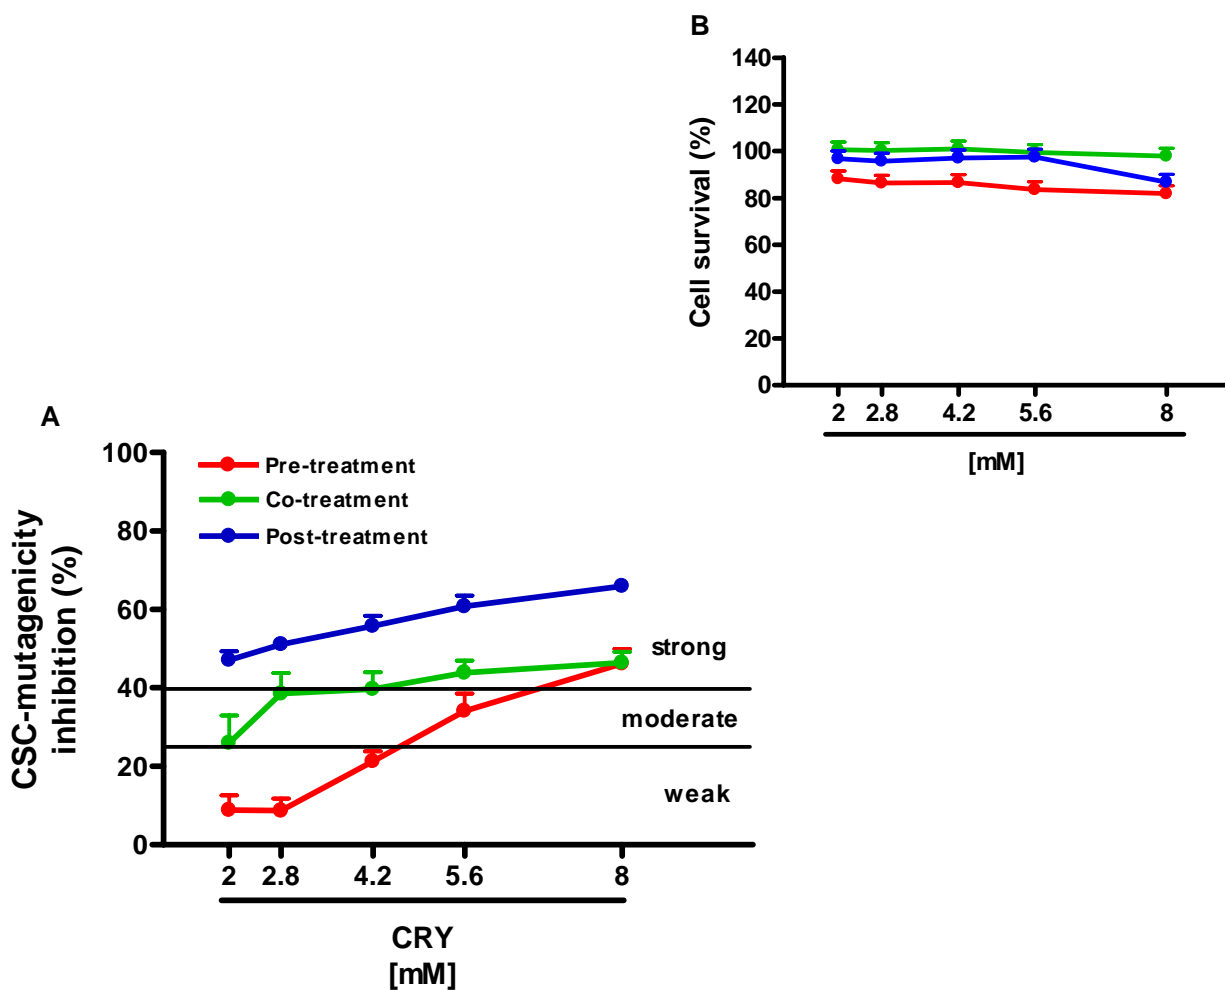 B
140
120
100
80
60
40
20
0
Cell survival (%)
2 2.8 4.2 5.6 8
[mM]
A
100
80
60
40
20
0
CSC-mutagenicity
inhibition (%)
Pre-treatment
Co-treatment
Post-treatment
strong
moderate
weak
2 2.8 4.2 5.6 8
CRY
[mM]